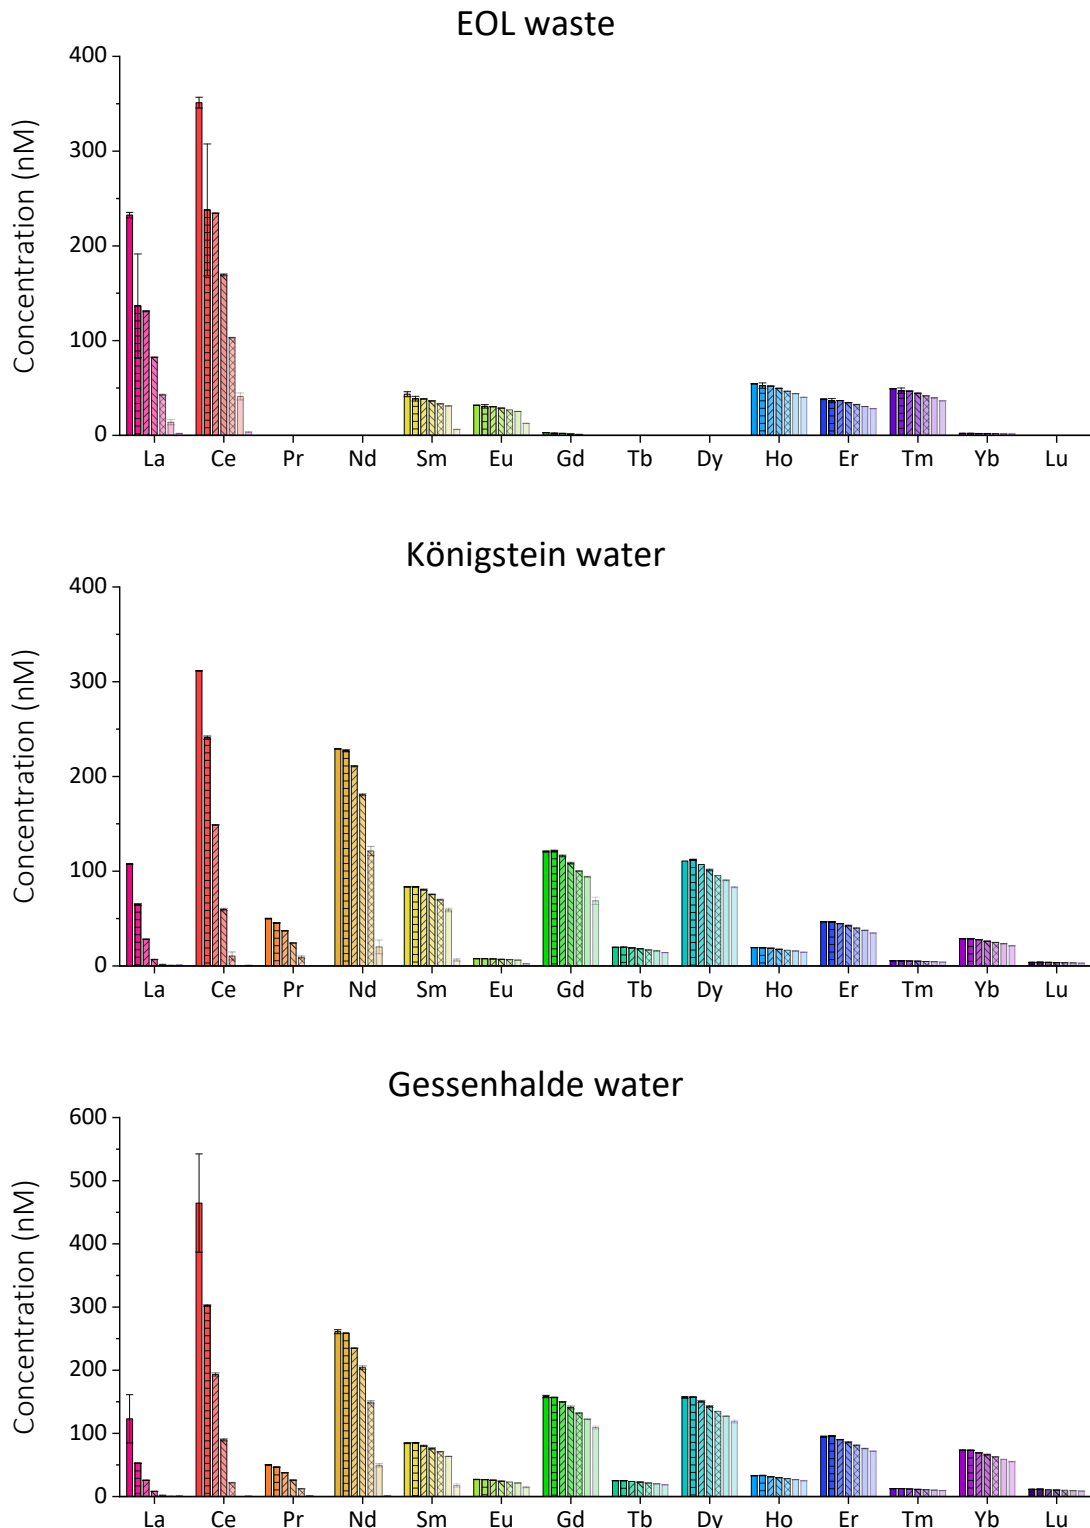 EOL waste
Concentration (nM)
400
300
200
100
0
La Ce Pr Nd Sm Eu Gd Tb Dy Ho Er Tm Yb Lu
Königstein water
Concentration (nM)
400
300
200
100
0
La Ce Pr Nd Sm Eu Gd Tb Dy Ho Er Tm Yb Lu
Gessenhalde water
Concentration (nM)
600
500
400
300
200
100
0
La Ce Pr Nd Sm Eu Gd Tb Dy Ho Er Tm Yb Lu